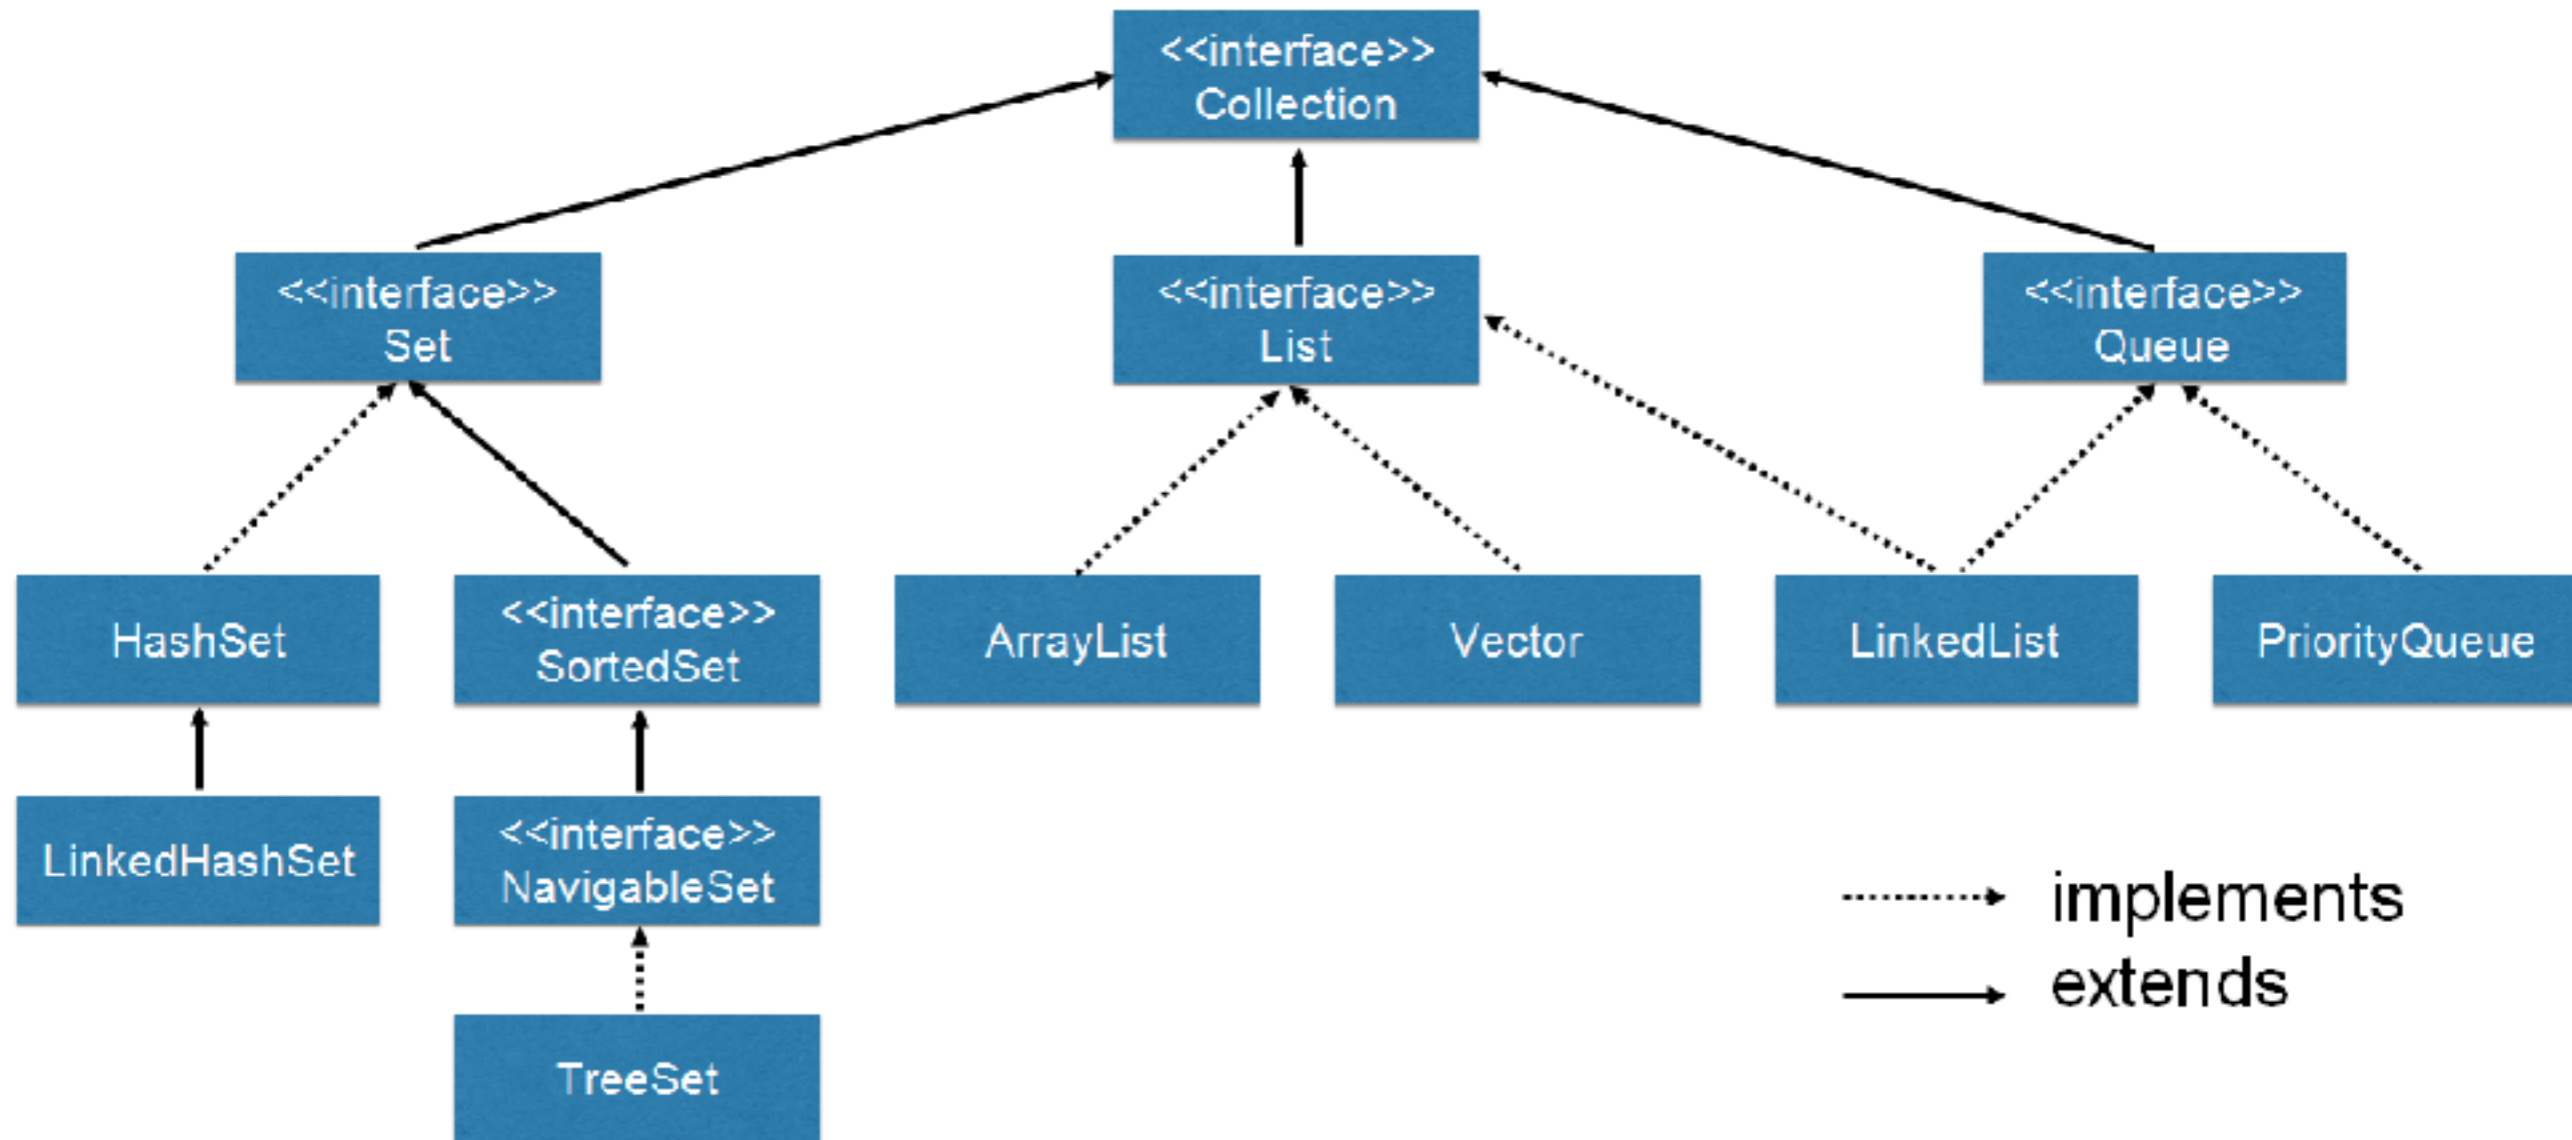 <<interface>>
Collection
<<interface>>
Set
<<interface>>
List
<<interface>>
Queue
HashSet
<<interface>>
SortedSet
ArrayList
Vector
LinkedList
PriorityQueue
LinkedHashSet
<<interface>>
NavigableSet
implements
extends
TreeSet